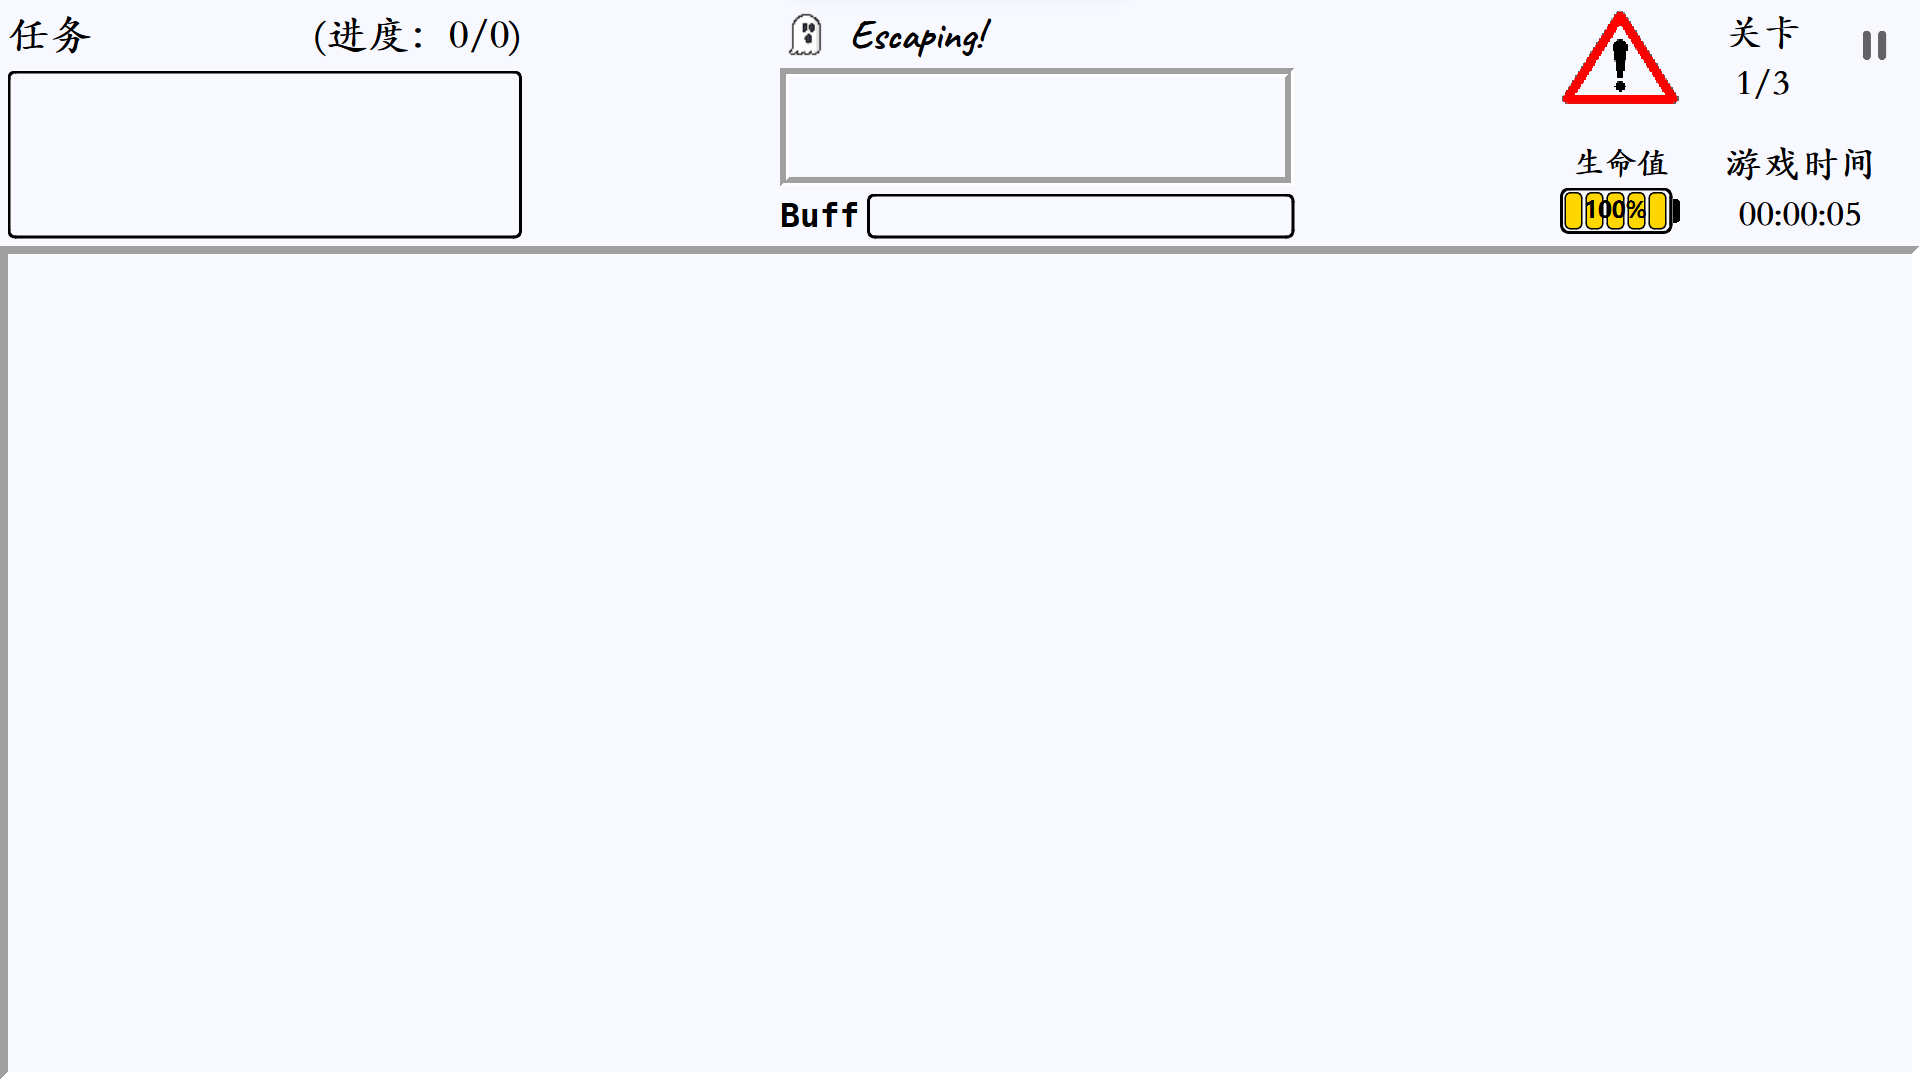 任务 (进度：0/0)
Escaping!
Buff
关卡
1/3
生命值
100%
游戏时间
00:00:05